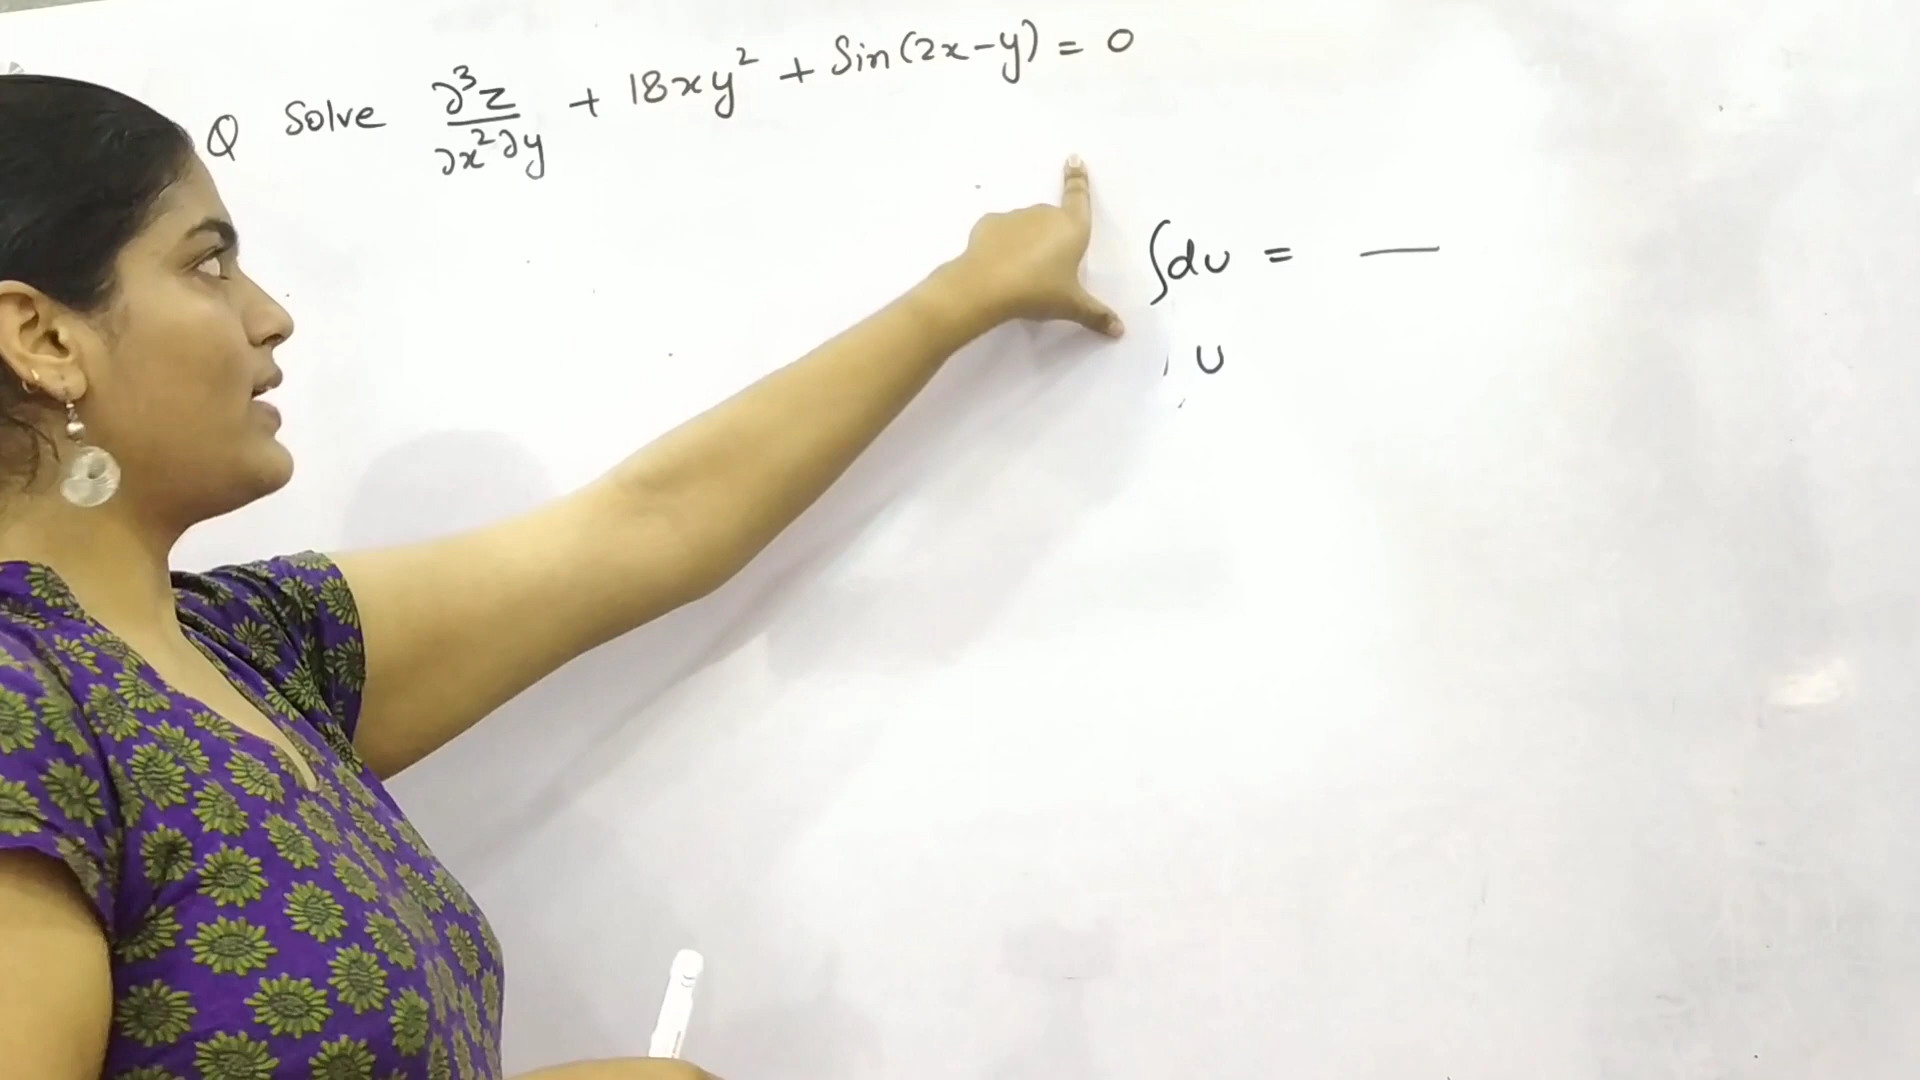 Q Solve ∂³z/∂x²∂y + 18xy² + Sin(2x-y) = 0
∫du = —
u